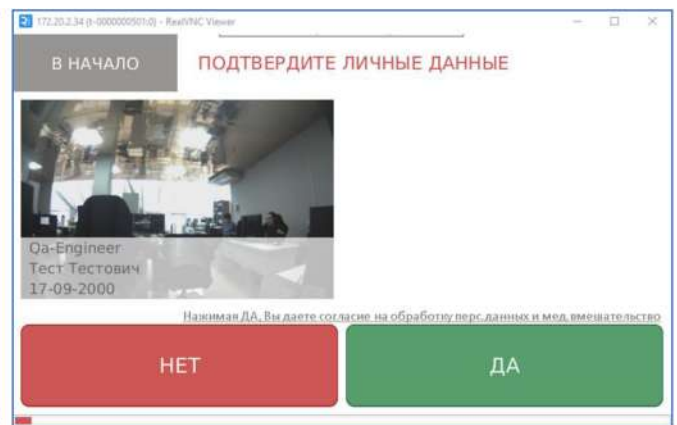 172.20.2.34 (t-0000000501:0) - RealVNC Viewer
В НАЧАЛО
ПОДТВЕРДИТЕ ЛИЧНЫЕ ДАННЫЕ
Qa-Engineer
Тест Тестович
17-09-2000
Нажимая ДА, Вы даете согласие на обработку перс.данных и мед.вмешательство
НЕТ
ДА